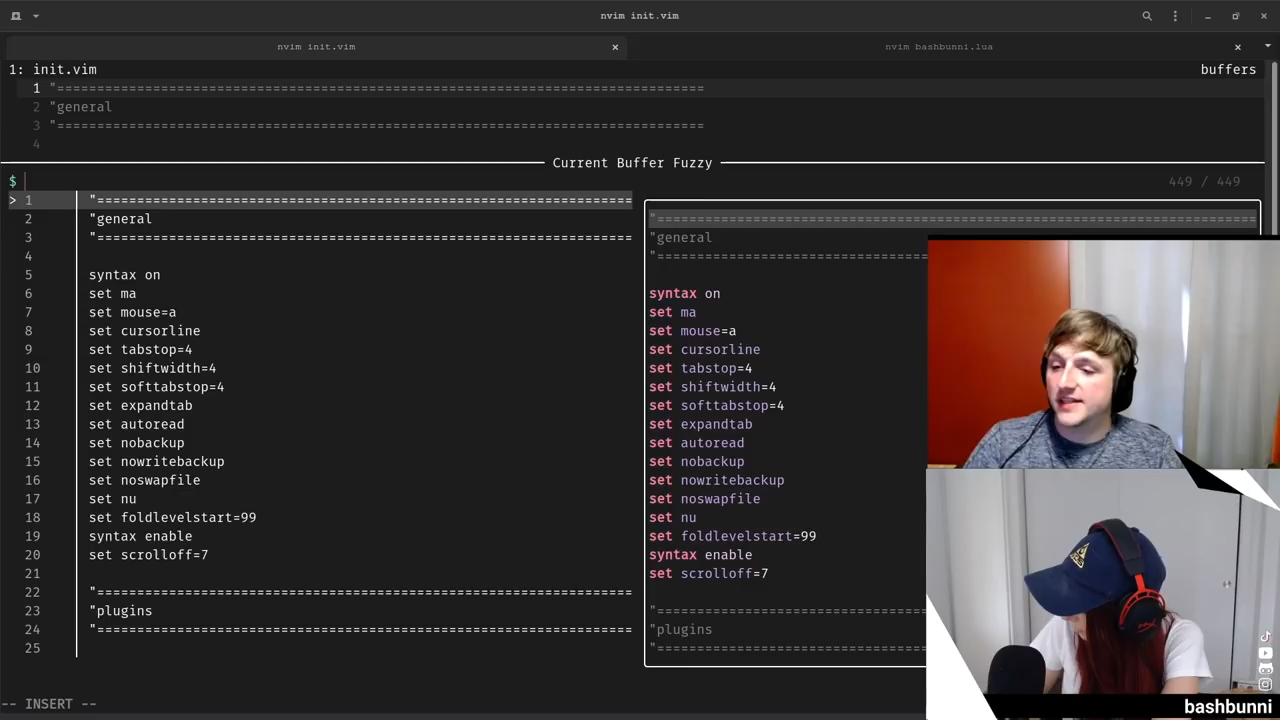 nvim init.vim
nvim init.vim
nvim bashbunni.lua
1: init.vim
buffers
1 "=================================================================================
2 "general
3 "=================================================================================
4
Current Buffer Fuzzy
$
449 / 449
> 1 "===================================================================
2 "general
3 "===================================================================
4
5 syntax on
6 set ma
7 set mouse=a
8 set cursorline
9 set tabstop=4
10 set shiftwidth=4
11 set softtabstop=4
12 set expandtab
13 set autoread
14 set nobackup
15 set nowritebackup
16 set noswapfile
17 set nu
18 set foldlevelstart=99
19 syntax enable
20 set scrolloff=7
21
22 "===================================================================
23 "plugins
24 "===================================================================
25
"===========================================================================
"general
"==================================
syntax on
set ma
set mouse=a
set cursorline
set tabstop=4
set shiftwidth=4
set softtabstop=4
set expandtab
set autoread
set nobackup
set nowritebackup
set noswapfile
set nu
set foldlevelstart=99
syntax enable
set scrolloff=7
"==================================
"plugins
"==================================
-- INSERT --
bashbunni